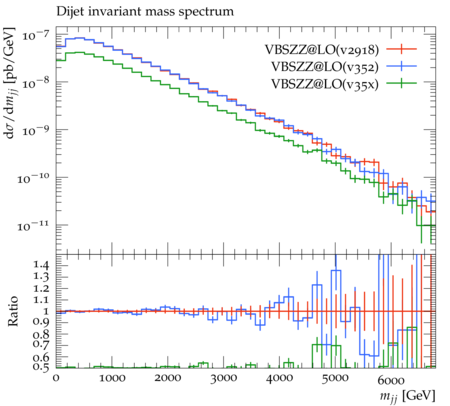 Dijet invariant mass spectrum
dσ/dm_jj [pb/GeV]
10⁻⁷
10⁻⁸
10⁻⁹
10⁻¹⁰
10⁻¹¹
VBSZZ@LO(v2918)
VBSZZ@LO(v352)
VBSZZ@LO(v35x)
Ratio
1.4
1.3
1.2
1.1
1
0.9
0.8
0.7
0.6
0.5
0 1000 2000 3000 4000 5000 6000
m_jj [GeV]